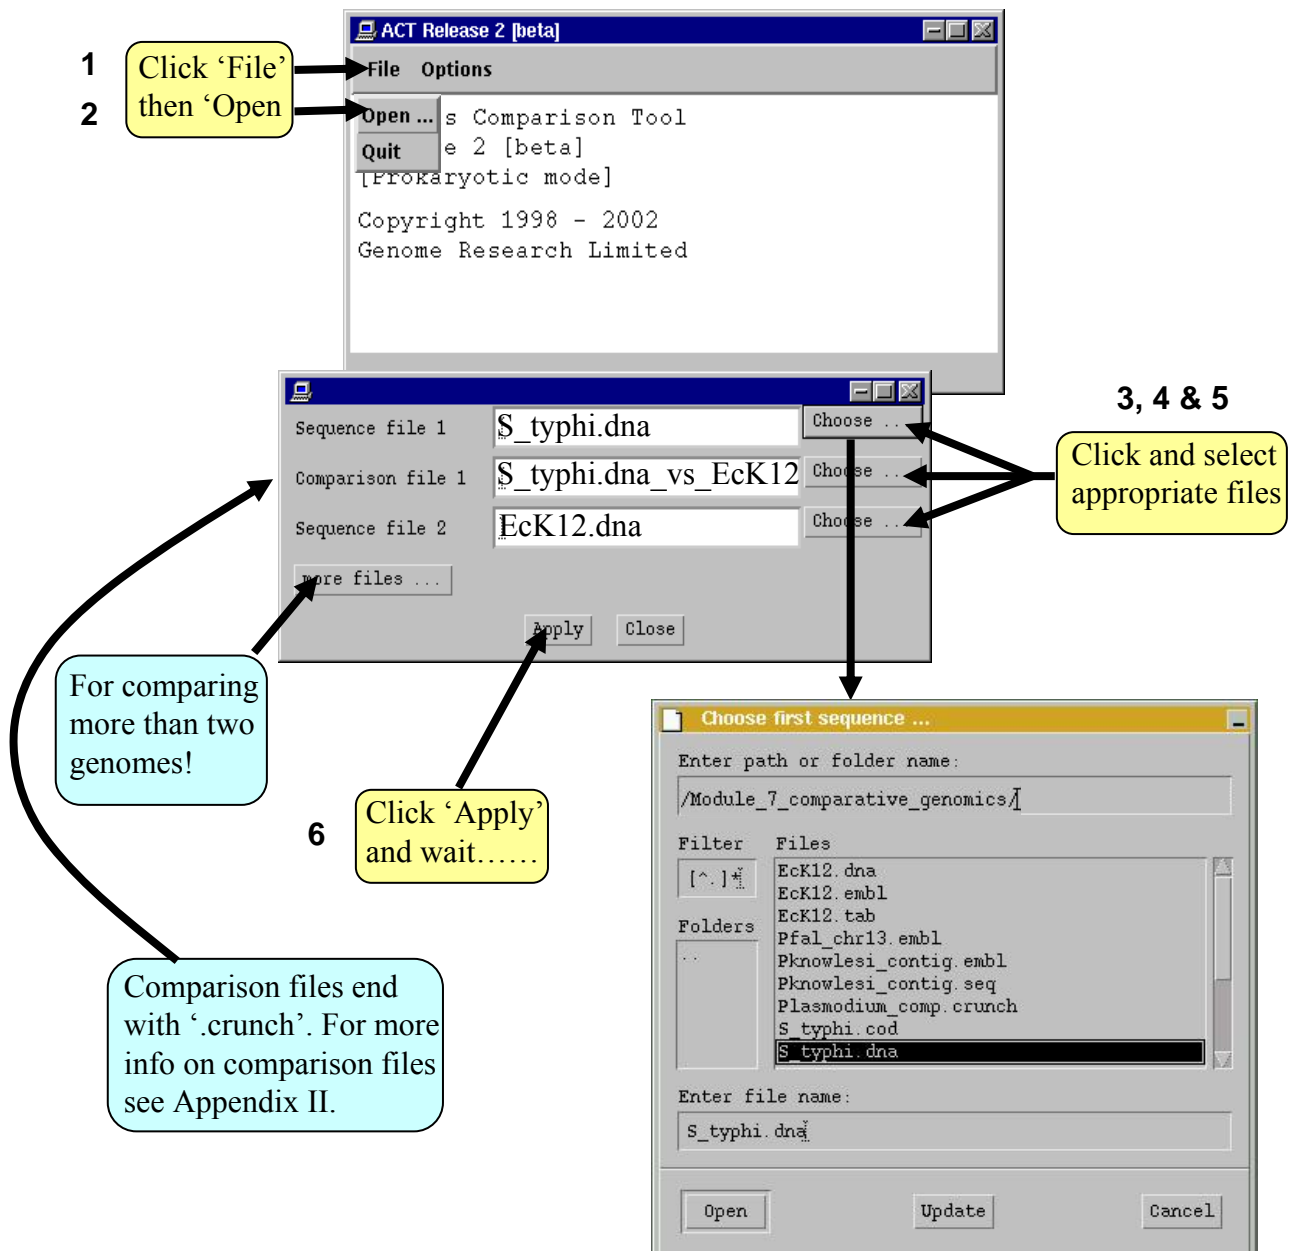 ACT Release 2 [beta]
1
Click ‘File’
then ‘Open
2
File Options
Open ...
Quit
s Comparison Tool
e 2 [beta]
[Prokaryotic mode]
Copyright 1998 - 2002
Genome Research Limited
3, 4 & 5
Click and select
appropriate files
Sequence file 1
S_typhi.dna
Choose ..
Comparison file 1
S_typhi.dna_vs_EcK12
Choose ..
Sequence file 2
EcK12.dna
Choose ..
more files ...
Apply
Close
For comparing
more than two
genomes!
6
Click ‘Apply’
and wait……
Comparison files end
with ‘.crunch’. For more
info on comparison files
see Appendix II.
Choose first sequence ...
Enter path or folder name:
/Module_7_comparative_genomics/
Filter
[^.]*
Folders
..
Files
EcK12.dna
EcK12.embl
EcK12.tab
Pfal_chr13.embl
Pknowlesi_contig.embl
Pknowlesi_contig.seq
Plasmodium_comp.crunch
S_typhi.cod
S_typhi.dna
Enter file name:
S_typhi.dna
Open
Update
Cancel